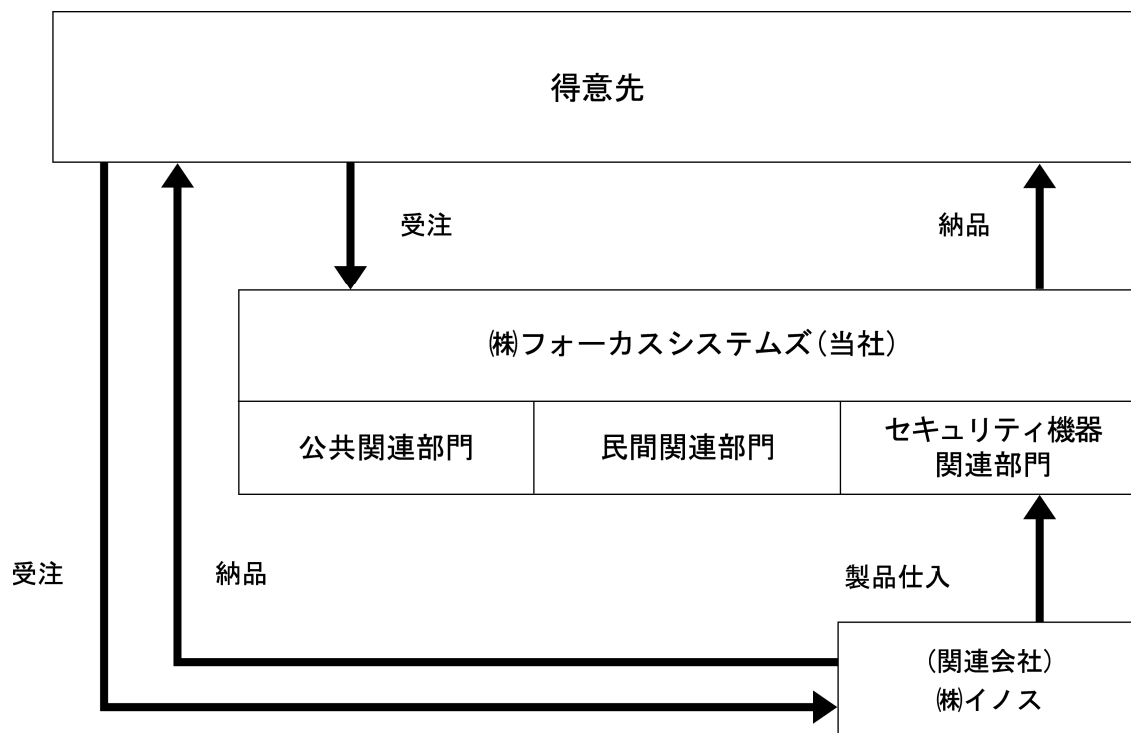 得意先
受注
納品
㈱フォーカスシステムズ(当社)
公共関連部門
民間関連部門
セキュリティ機器
関連部門
受注
納品
製品仕入
(関連会社)
㈱イノス